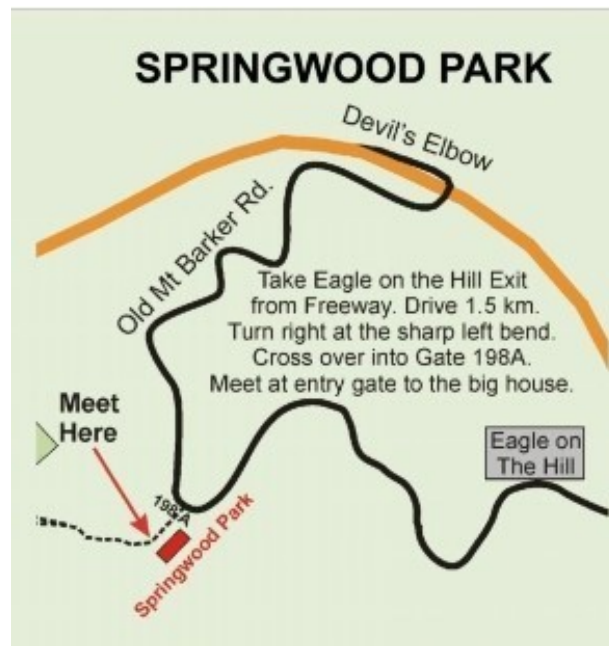 SPRINGWOOD PARK
Devil's Elbow
Old Mt Barker Rd.
Take Eagle on the Hill Exit
from Freeway. Drive 1.5 km.
Turn right at the sharp left bend.
Cross over into Gate 198A.
Meet at entry gate to the big house.
Meet
Here
Eagle on
The Hill
198A
Springwood Park